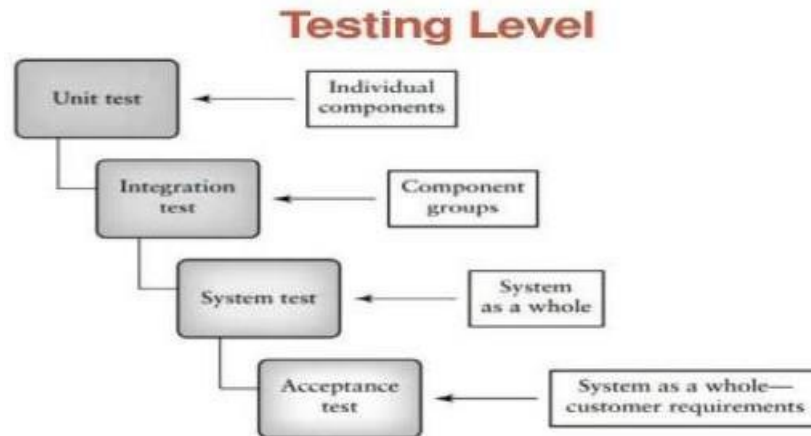 Testing Level
Unit test
Individual
components
Integration
test
Component
groups
System test
System
as a whole
Acceptance
test
System as a whole—
customer requirements